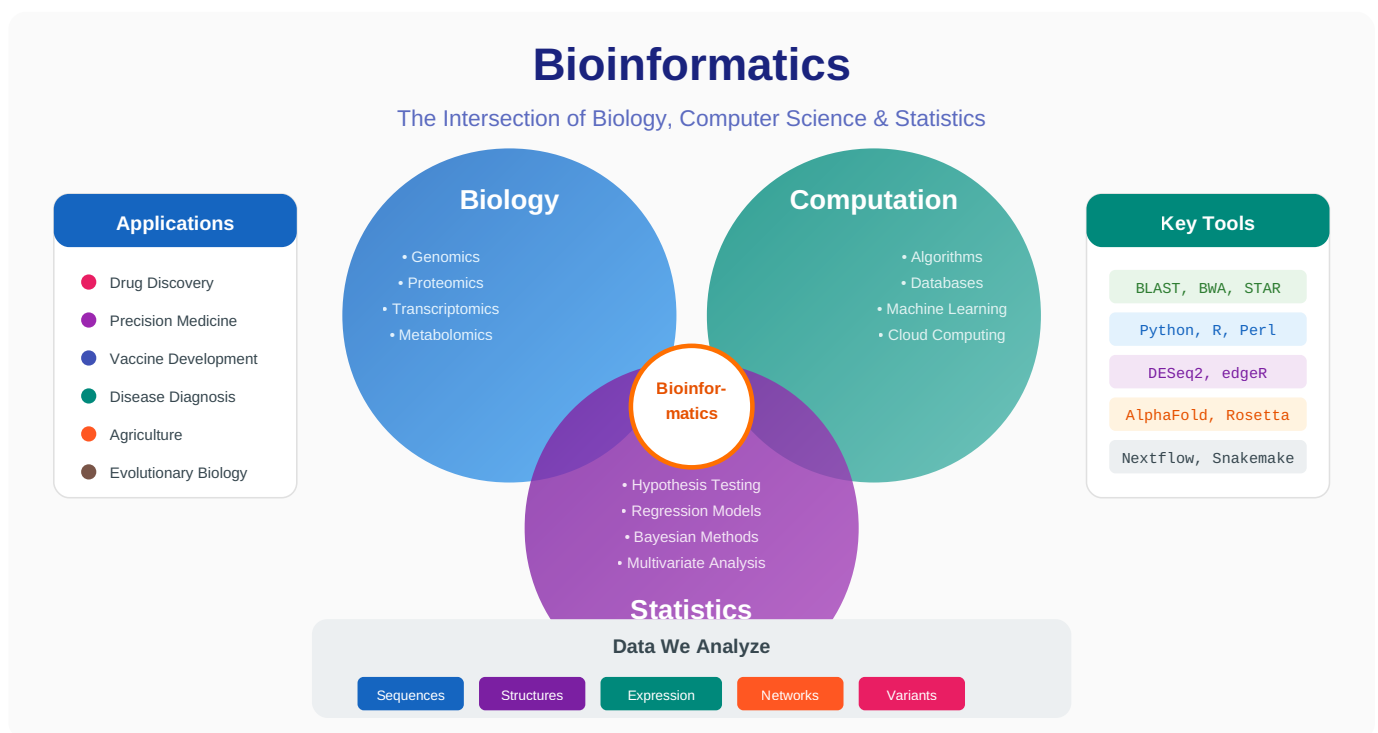 Bioinformatics
The Intersection of Biology, Computer Science & Statistics
Applications
Drug Discovery
Precision Medicine
Vaccine Development
Disease Diagnosis
Agriculture
Evolutionary Biology
Biology
• Genomics
• Proteomics
• Transcriptomics
• Metabolomics
Computation
• Algorithms
• Databases
• Machine Learning
• Cloud Computing
Bioinfor-
matics
• Hypothesis Testing
• Regression Models
• Bayesian Methods
• Multivariate Analysis
Statistics
Key Tools
BLAST, BWA, STAR
Python, R, Perl
DESeq2, edgeR
AlphaFold, Rosetta
Nextflow, Snakemake
Data We Analyze
Sequences
Structures
Expression
Networks
Variants